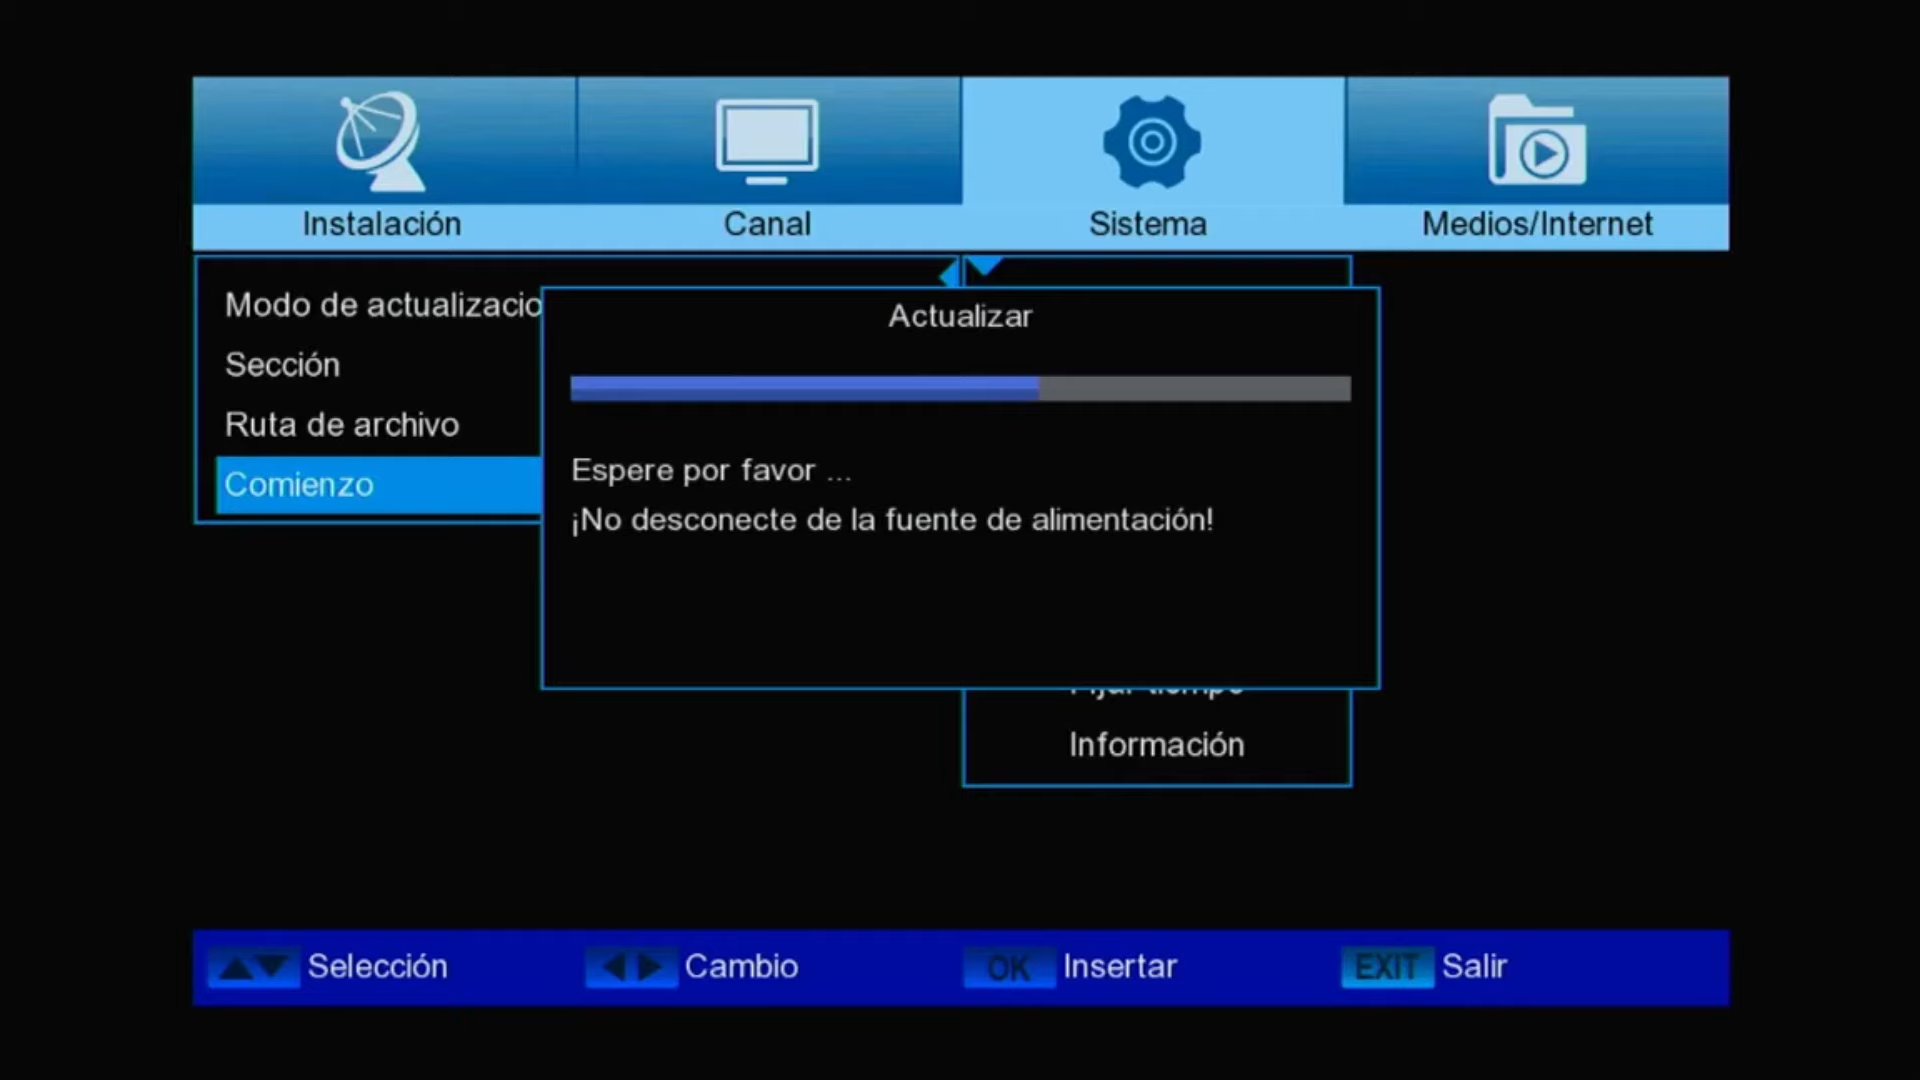 Instalación
Canal
Sistema
Medios/Internet
Modo de actualizacio
Sección
Ruta de archivo
Comienzo
Actualizar
Espere por favor ...
¡No desconecte de la fuente de alimentación!
Información
Selección
Cambio
OK Insertar
EXIT Salir